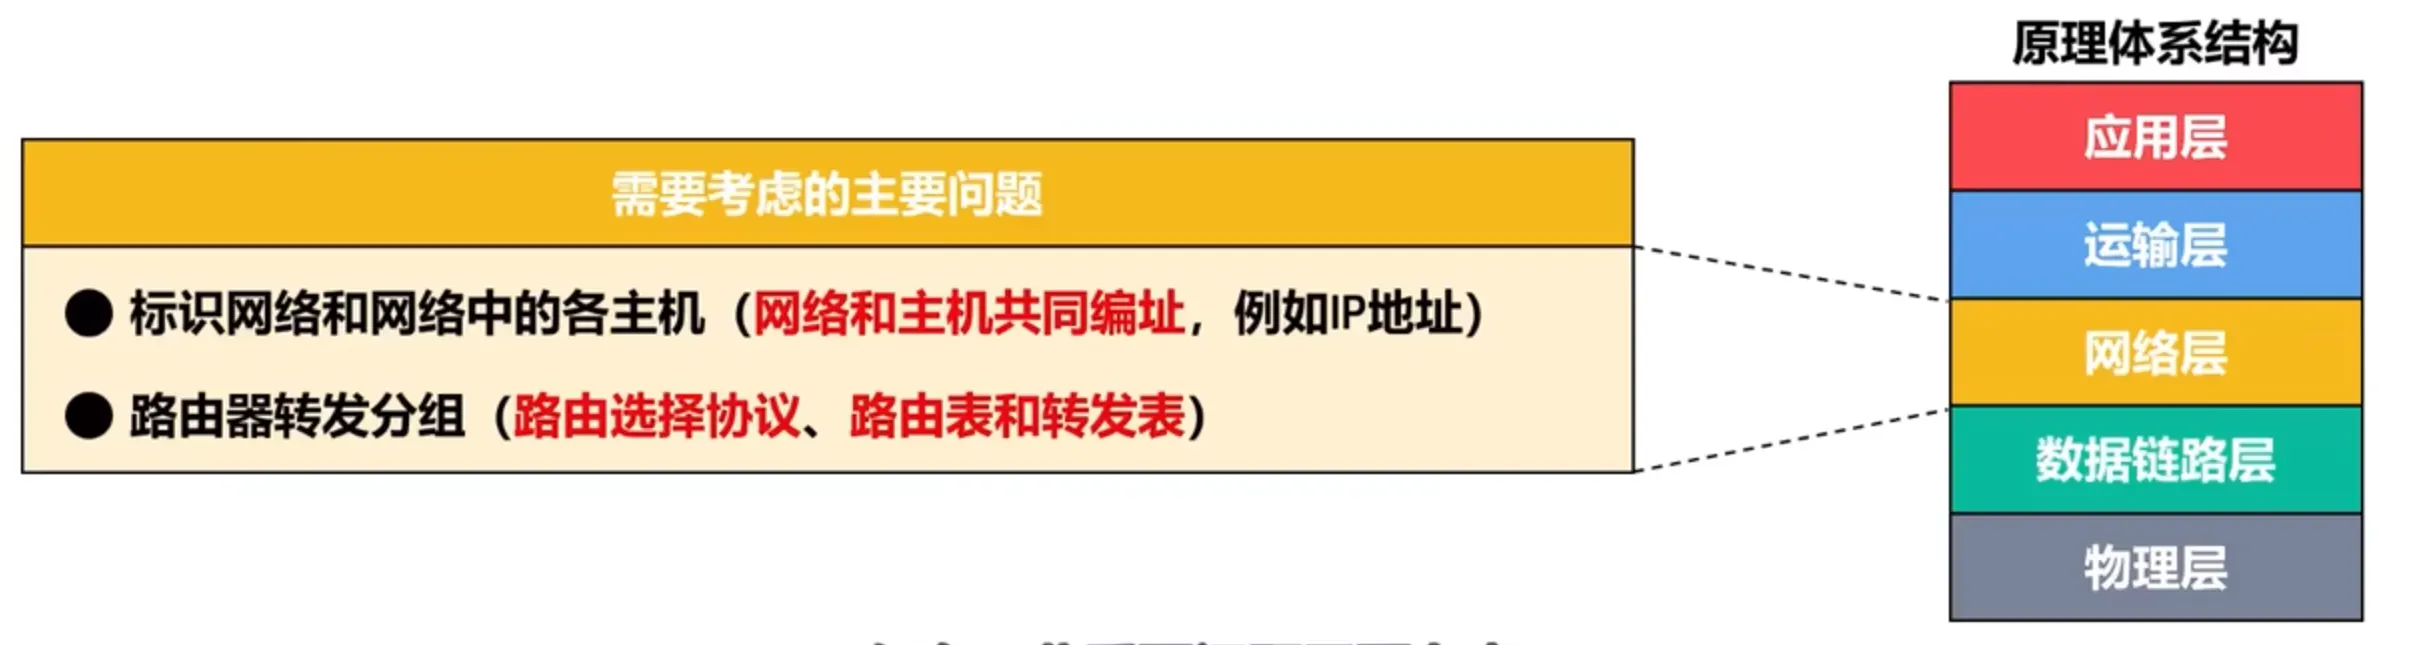 原理体系结构
需要考虑的主要问题
● 标识网络和网络中的各主机（网络和主机共同编址，例如IP地址）
● 路由器转发分组（路由选择协议、路由表和转发表）
应用层
运输层
网络层
数据链路层
物理层